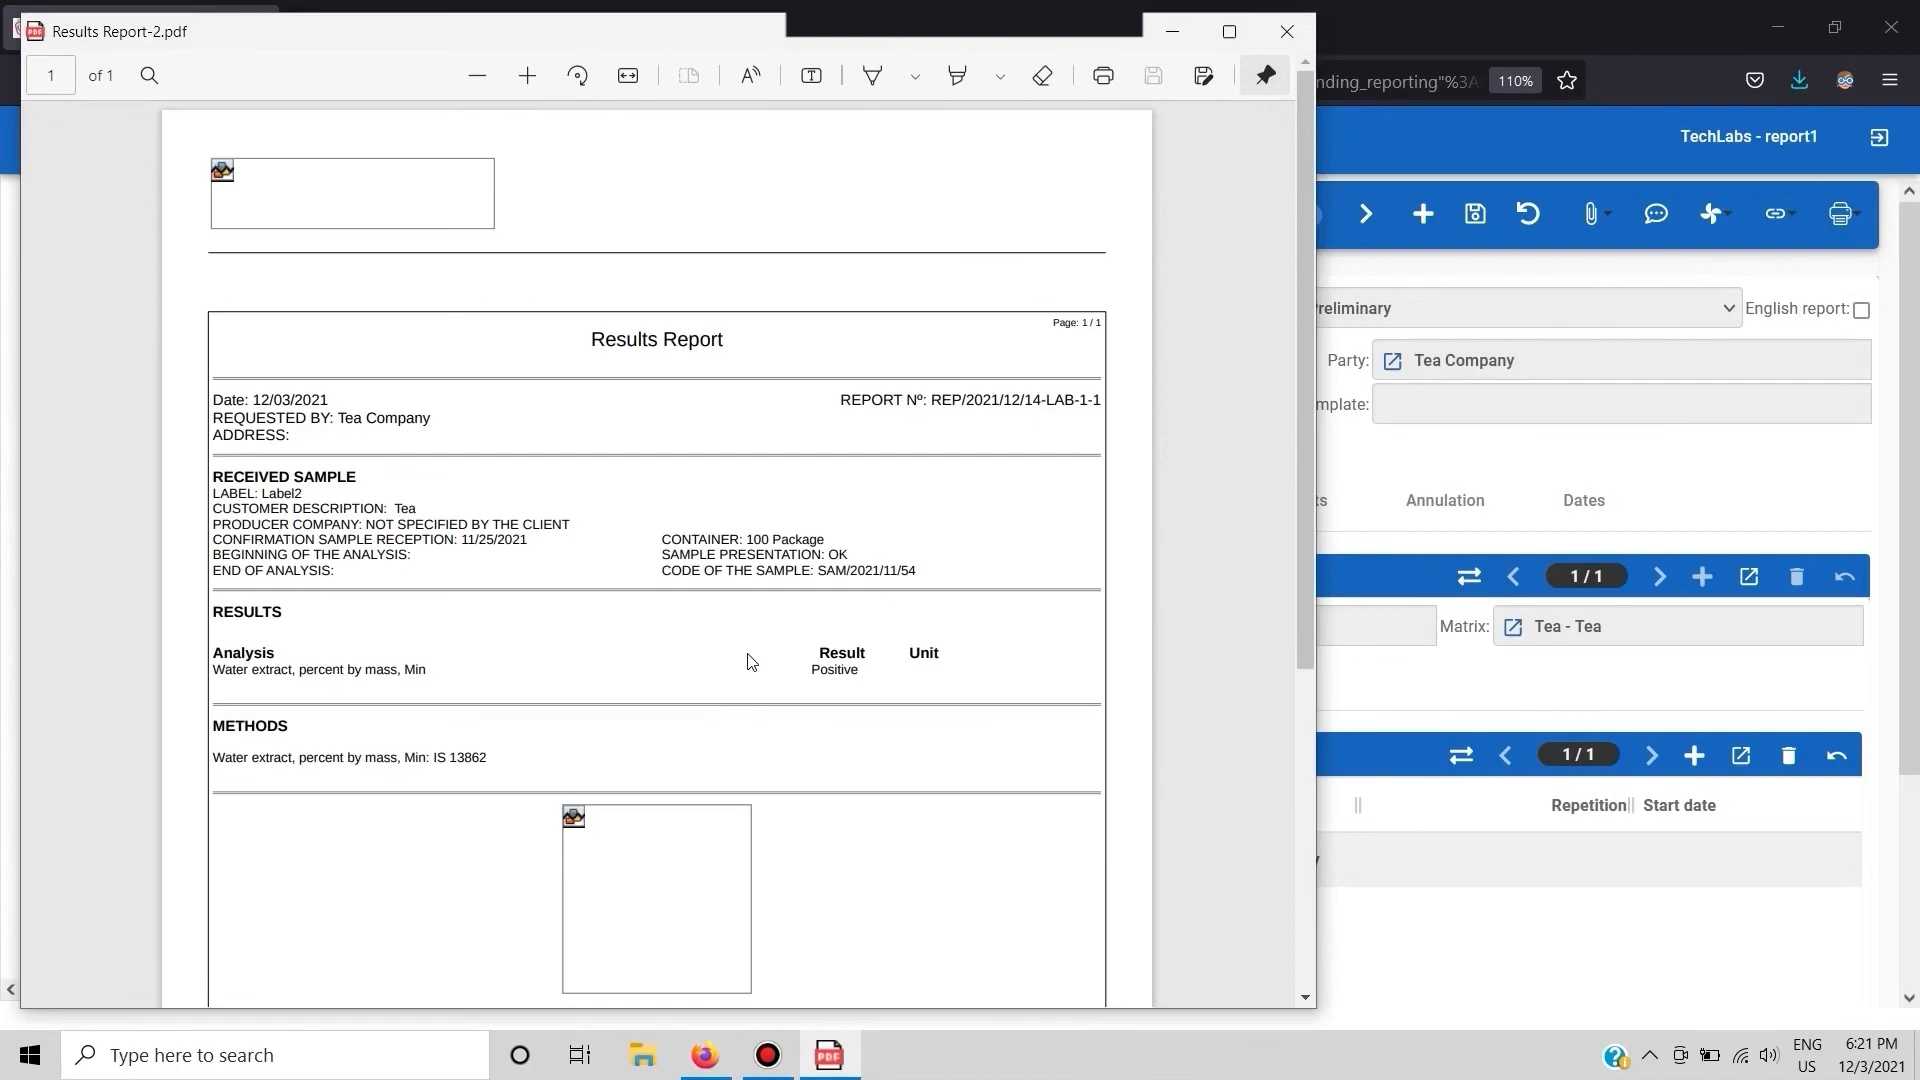 Results Report-2.pdf
1 of 1
nding_reporting"%3A
110%
TechLabs - report1
Preliminary
English report:
Party:
Tea Company
mplate:
ts
Annulation
Dates
1 / 1
Matrix:
Tea - Tea
1 / 1
Repetition
Start date
Page: 1 / 1
Results Report
Date: 12/03/2021
REPORT Nº: REP/2021/12/14-LAB-1-1
REQUESTED BY: Tea Company
ADDRESS:
RECEIVED SAMPLE
LABEL: Label2
CUSTOMER DESCRIPTION: Tea
PRODUCER COMPANY: NOT SPECIFIED BY THE CLIENT
CONFIRMATION SAMPLE RECEPTION: 11/25/2021
CONTAINER: 100 Package
BEGINNING OF THE ANALYSIS:
SAMPLE PRESENTATION: OK
END OF ANALYSIS:
CODE OF THE SAMPLE: SAM/2021/11/54
RESULTS
Analysis Result Unit
Water extract, percent by mass, Min Positive
METHODS
Water extract, percent by mass, Min: IS 13862
Type here to search
ENG
US
6:21 PM
12/3/2021